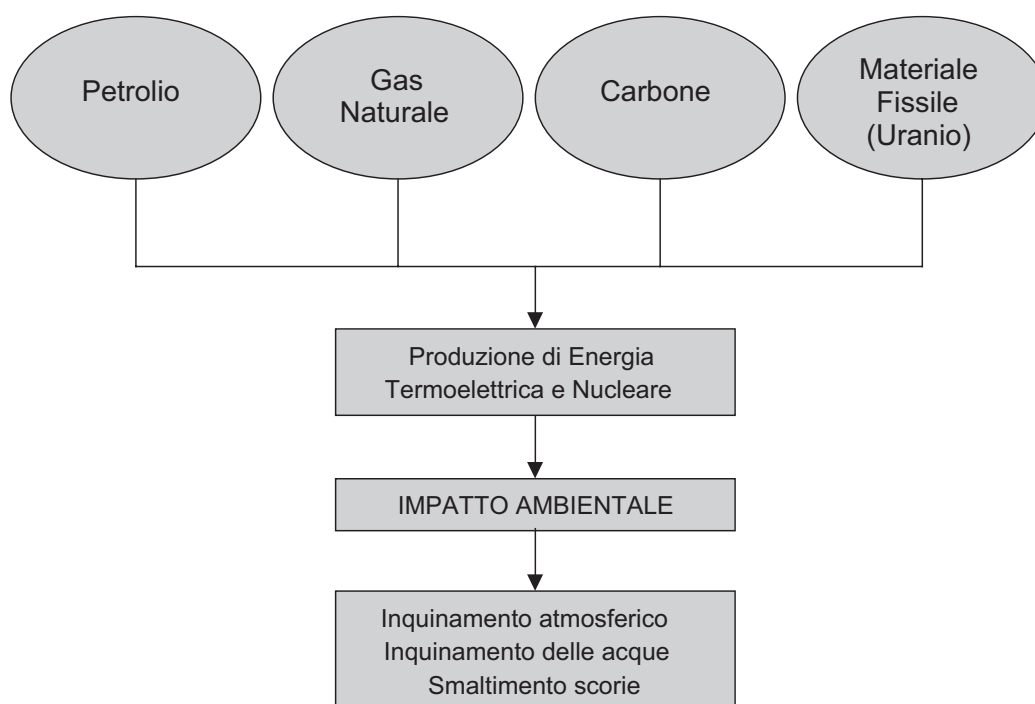 Petrolio
Gas
Naturale
Carbone
Materiale
Fissile
(Uranio)
Produzione di Energia
Termoelettrica e Nucleare
IMPATTO AMBIENTALE
Inquinamento atmosferico
Inquinamento delle acque
Smaltimento scorie